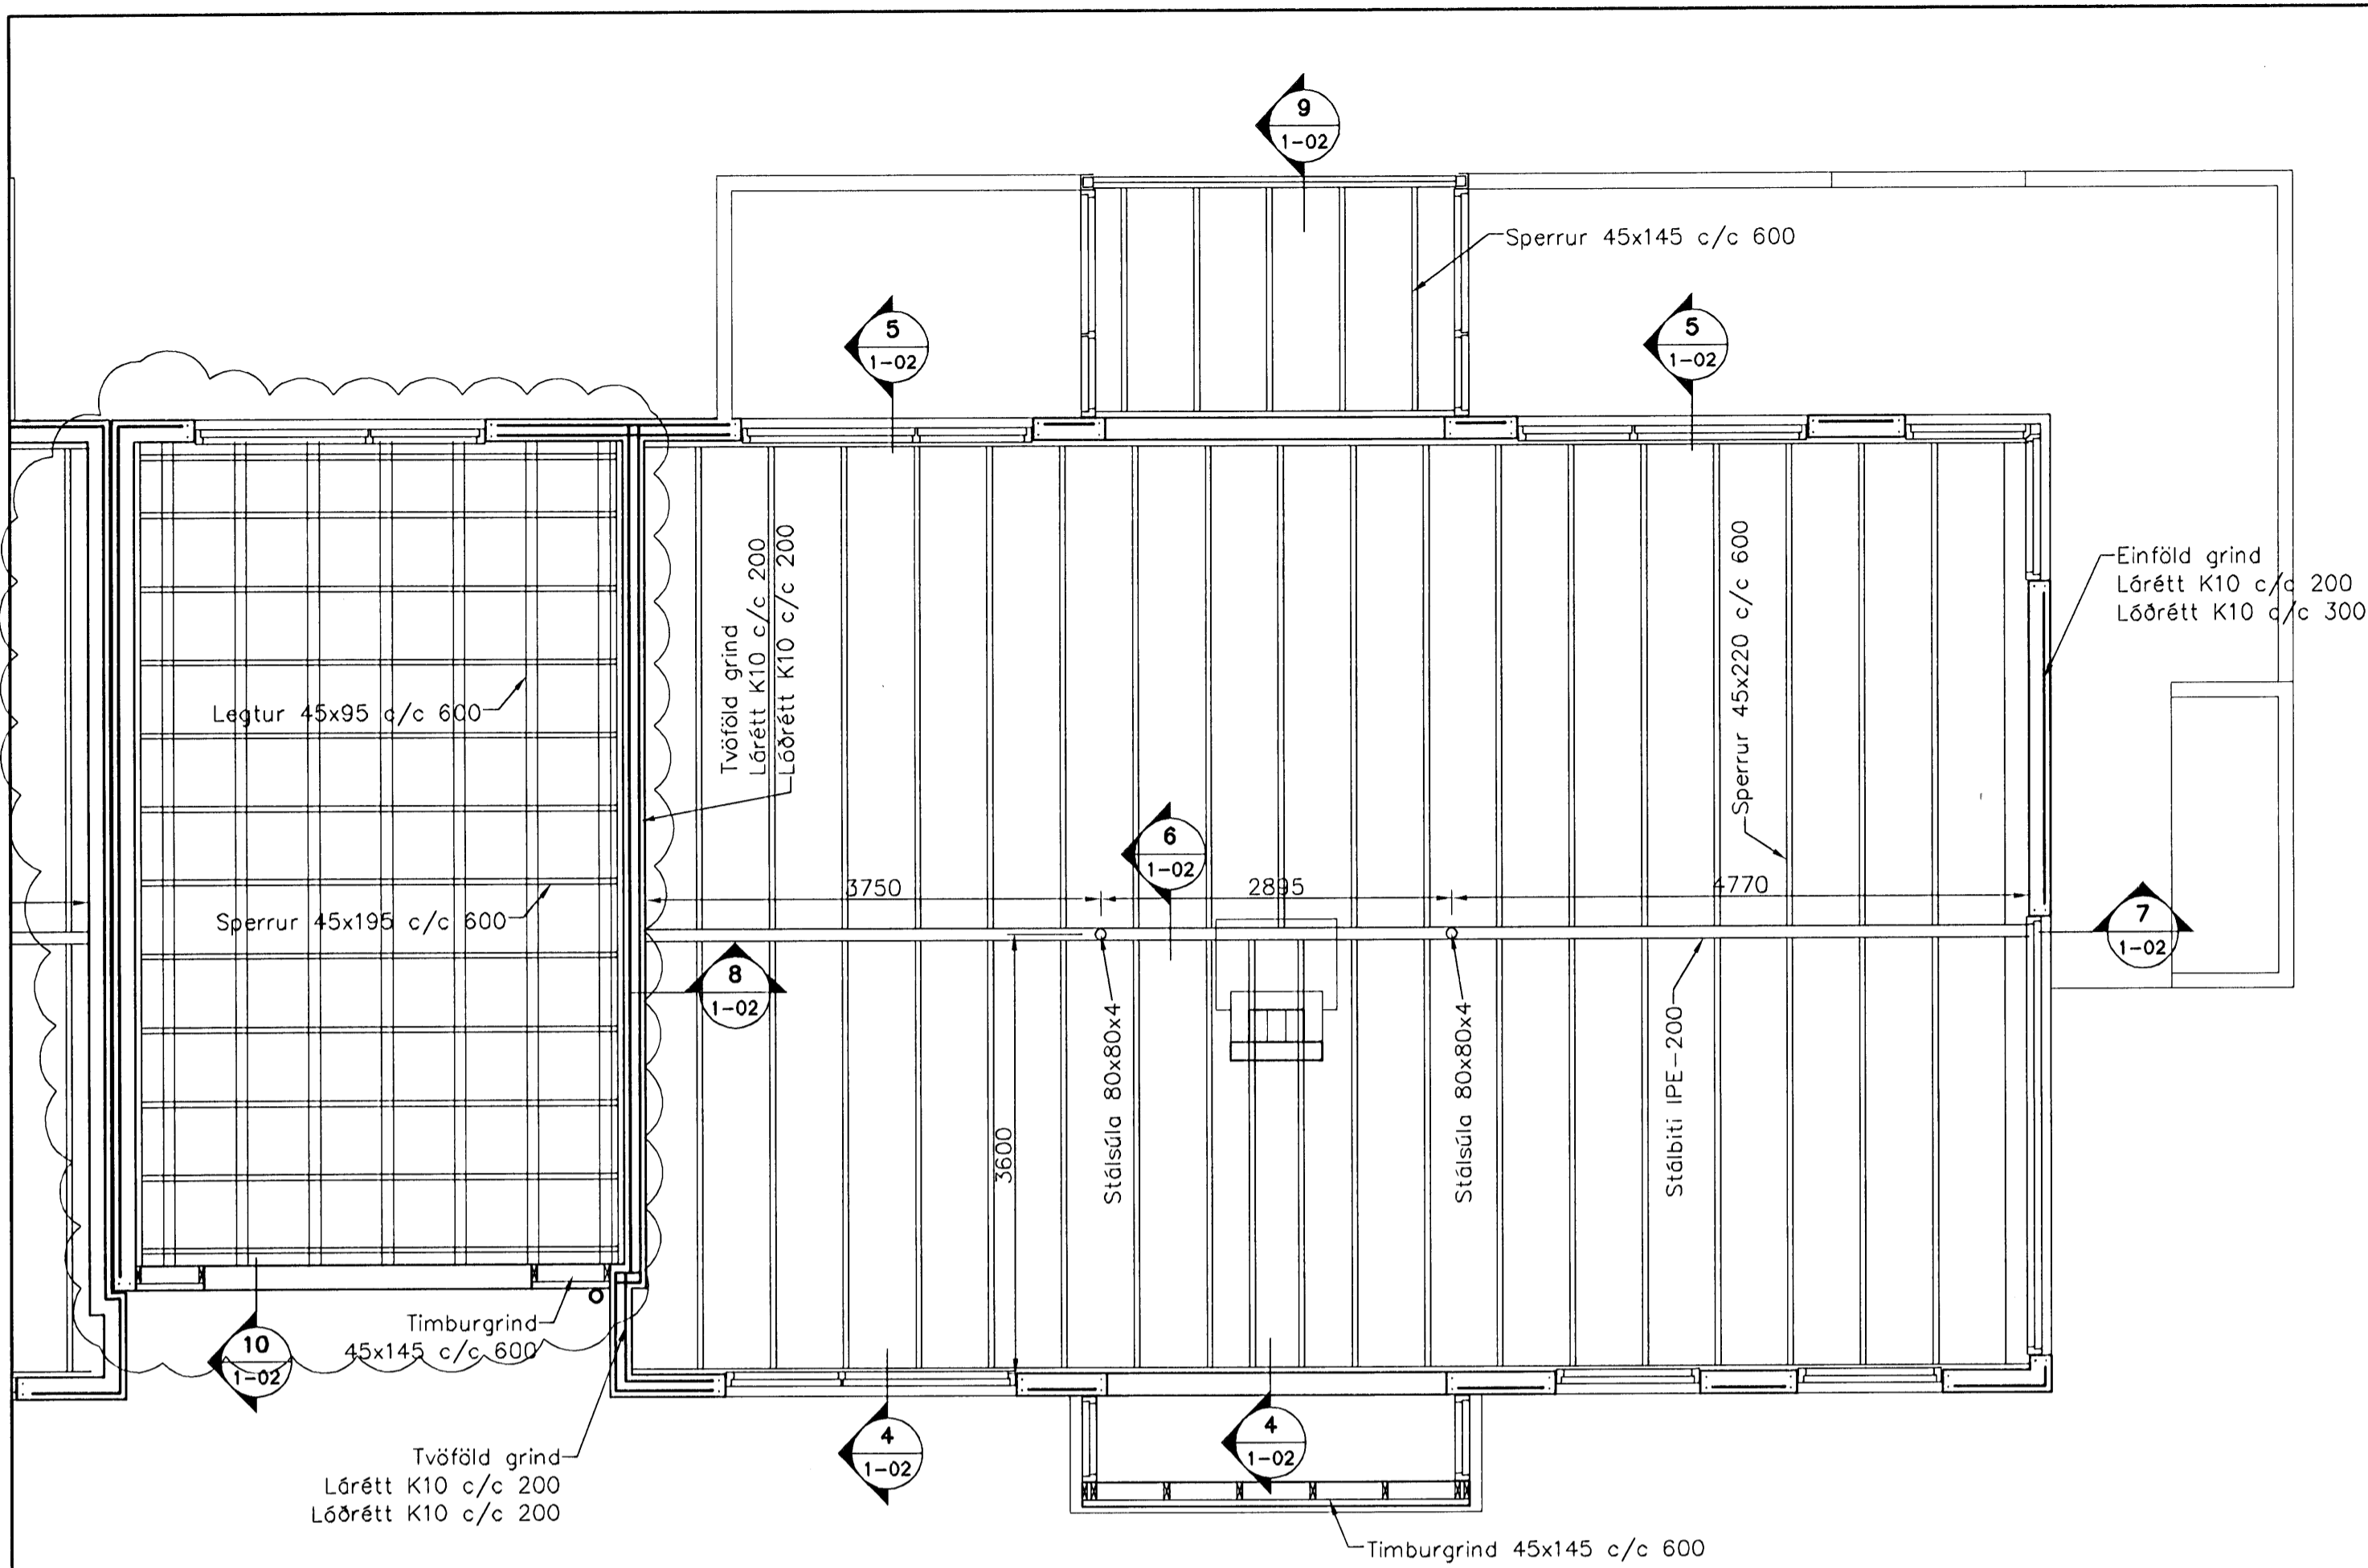 9
1-02
Sperrur 45x145 c/c 600
5
1-02
5
1-02
Tvöföld grind
Lárétt K10 c/c 200
Lóðrétt K10 c/c 200
Sperrur 45x220 c/c 600
Einföld grind
Lárétt K10 c/c 200
Lóðrétt K10 c/c 300
Legtur 45x95 c/c 600
Sperrur 45x195 c/c 600
6
1-02
3750
2895
4770
7
1-02
8
1-02
3600
Stálsúla 80x80x4
Stálsúla 80x80x4
Stálbiti IPE-200
Timburgrind
45x145 c/c 600
10
1-02
Tvöföld grind
Lárétt K10 c/c 200
Lóðrétt K10 c/c 200
4
1-02
4
1-02
Timburgrind 45x145 c/c 600